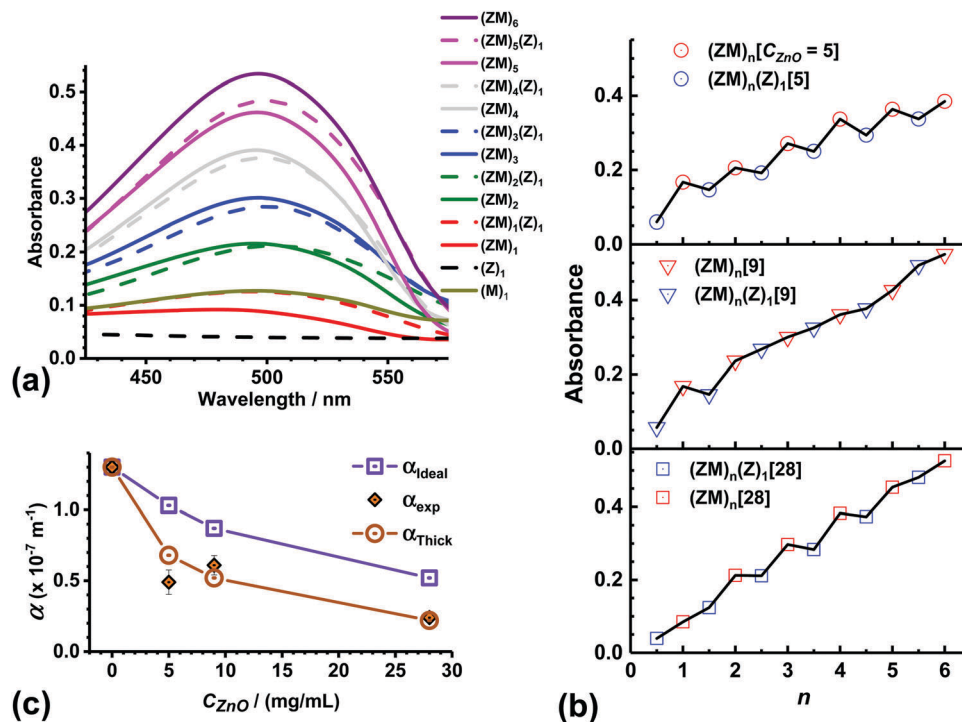 (ZM)6
(ZM)5(Z)1
(ZM)5
(ZM)4(Z)1
(ZM)4
(ZM)3(Z)1
(ZM)3
(ZM)2(Z)1
(ZM)2
(ZM)1(Z)1
(ZM)1
(Z)1
(M)1
0.5
0.4
0.3
0.2
0.1
0.0
Absorbance
450
500
550
Wavelength / nm
(a)
αIdeal
αexp
αThick
1.0
0.5
0.0
α (x 10-7 m-1)
0
5
10
15
20
25
30
CZnO / (mg/mL)
(c)
(ZM)n[CZnO = 5]
(ZM)n(Z)1[5]
0.4
0.2
0.0
(ZM)n[9]
(ZM)n(Z)1[9]
0.4
0.2
0.0
(ZM)n(Z)1[28]
(ZM)n[28]
0.4
0.2
0.0
Absorbance
0
1
2
3
4
5
6
n
(b)